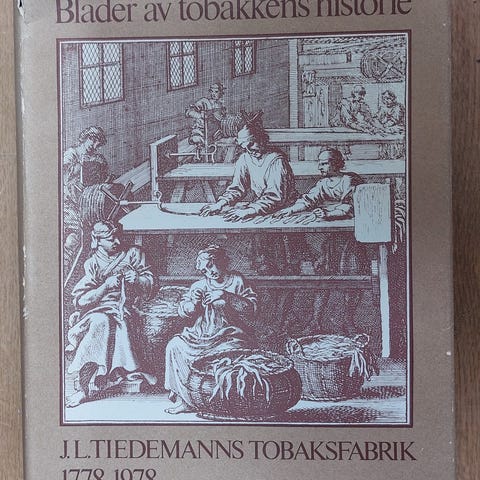 Blader av tobakkens historie
J.L.TIEDEMANNS TOBAKSFABRIK
1778-1978